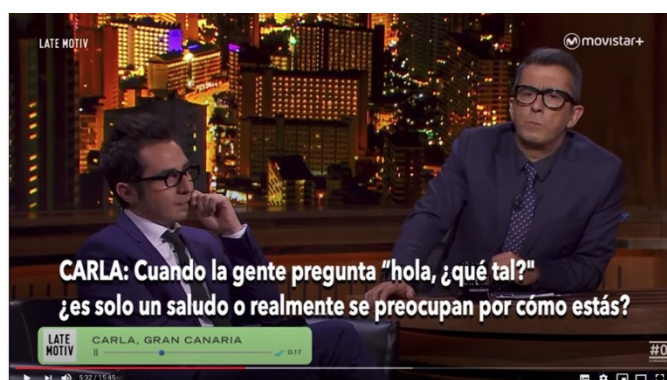 LATE MOTIV
movistar+
CARLA: Cuando la gente pregunta “hola, ¿qué tal?"
¿es solo un saludo o realmente se preocupan por cómo estás?
LATE MOTIV
CARLA, GRAN CANARIA
0:17
#0
5:32 / 15:45